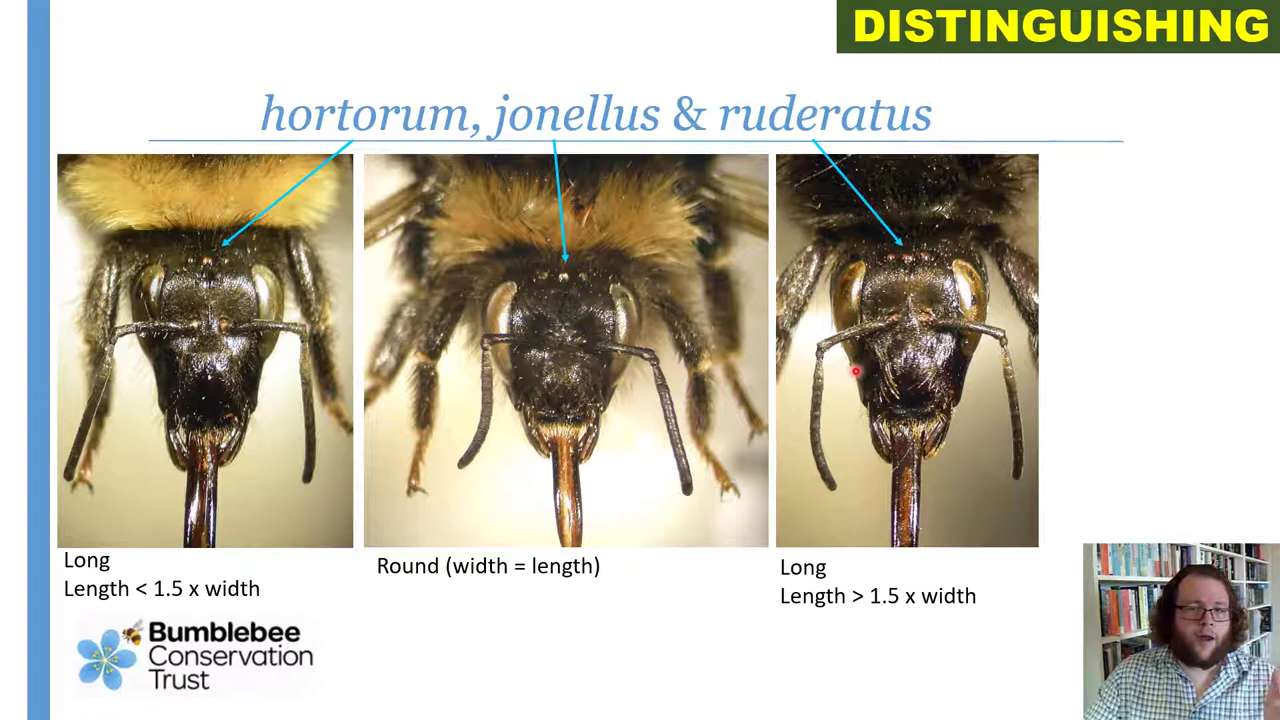 DISTINGUISHING
hortorum, jonellus & ruderatus
Long
Length < 1.5 x width
Round (width = length)
Long
Length > 1.5 x width
Bumblebee
Conservation
Trust